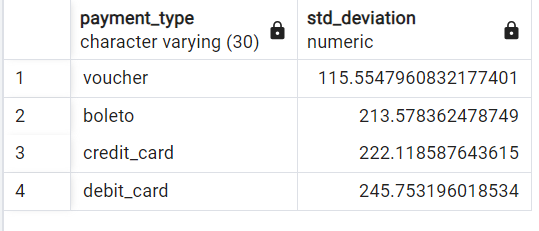 payment_type std_deviation
character varying (30) numeric
1 voucher 115.5547960832177401
2 boleto 213.578362478749
3 credit_card 222.118587643615
4 debit_card 245.753196018534